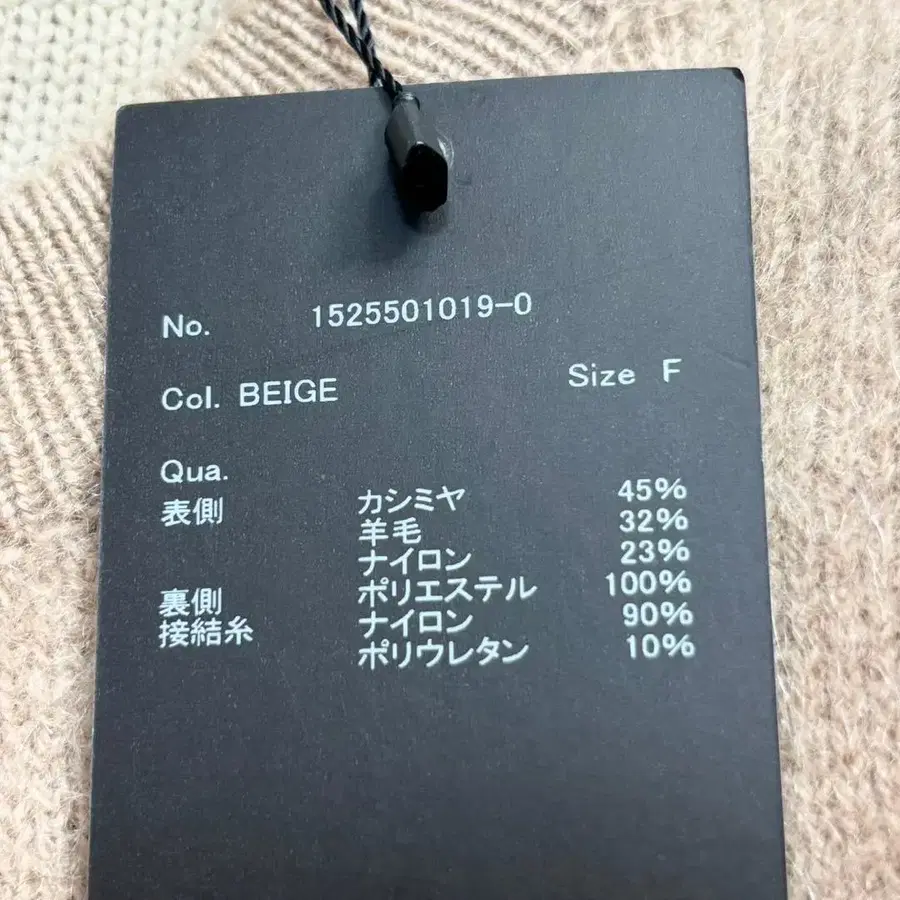 No. 1525501019-0
Col. BEIGE Size F
Qua.
表側 カシミヤ 45%
羊毛 32%
ナイロン 23%
裏側 ポリエステル 100%
接結糸 ナイロン 90%
ポリウレタン 10%